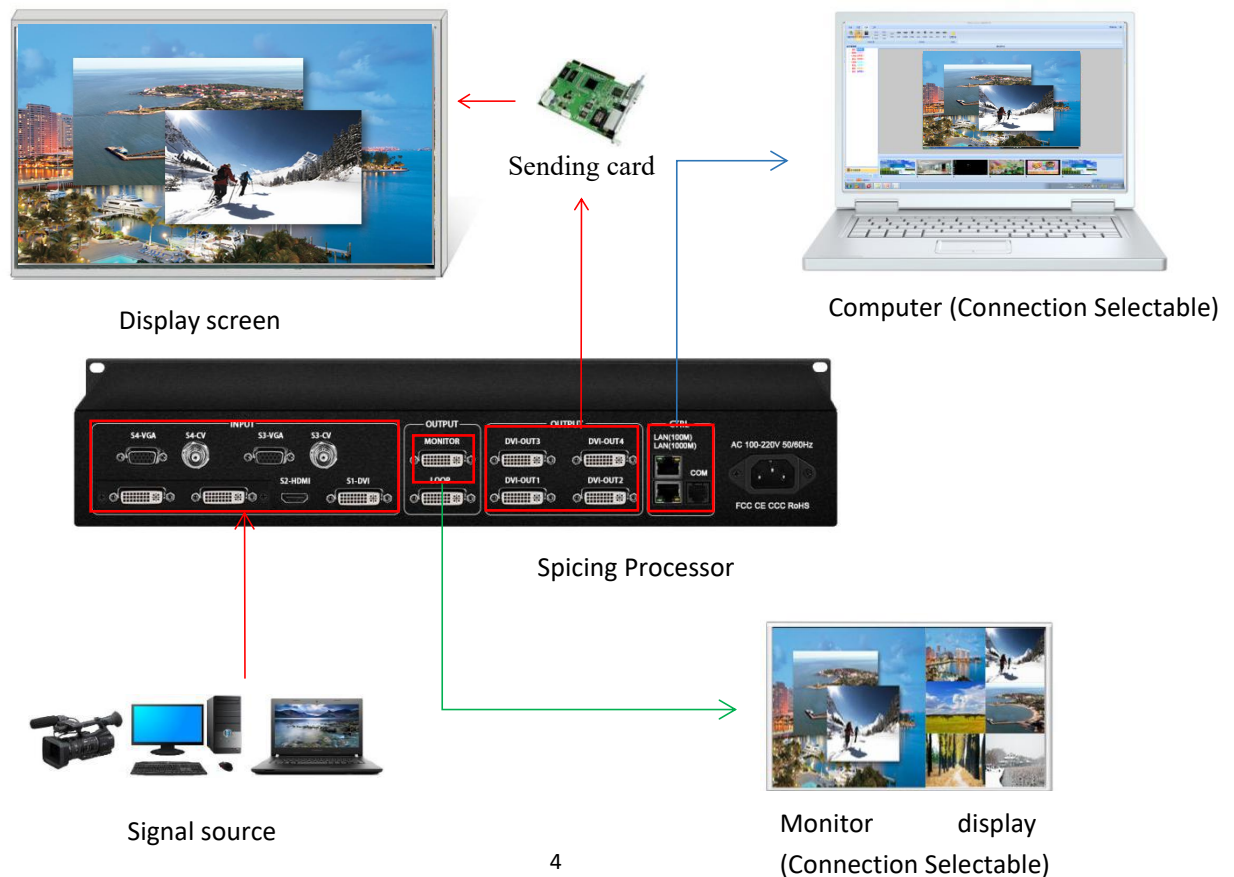 Sending card
Display screen
Computer (Connection Selectable)
INPUT
S4-VGA
S4-CV
S3-VGA
S3-CV
S2-HDMI
S1-DVI
OUTPUT
MONITOR
LOOP
OUTPUT
DVI-OUT3
DVI-OUT4
DVI-OUT1
DVI-OUT2
CTRL
LAN(100M)
LAN(1000M)
COM
AC 100-220V 50/60Hz
FCC CE CCC RoHS
Spicing Processor
Signal source
Monitor display
(Connection Selectable)
4